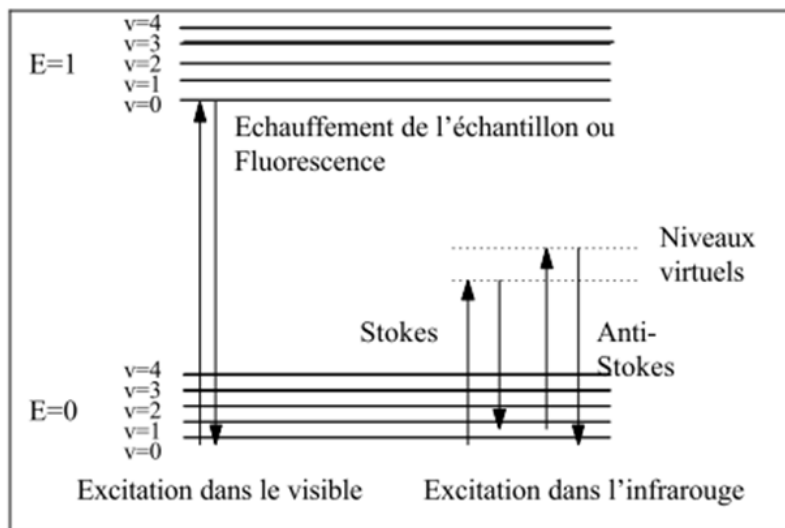 v=4
v=3
v=2
v=1
v=0
E=1
Echauffement de l'échantillon ou
Fluorescence
Niveaux
virtuels
Stokes
Anti-
Stokes
v=4
v=3
v=2
v=1
v=0
E=0
Excitation dans le visible
Excitation dans l'infrarouge